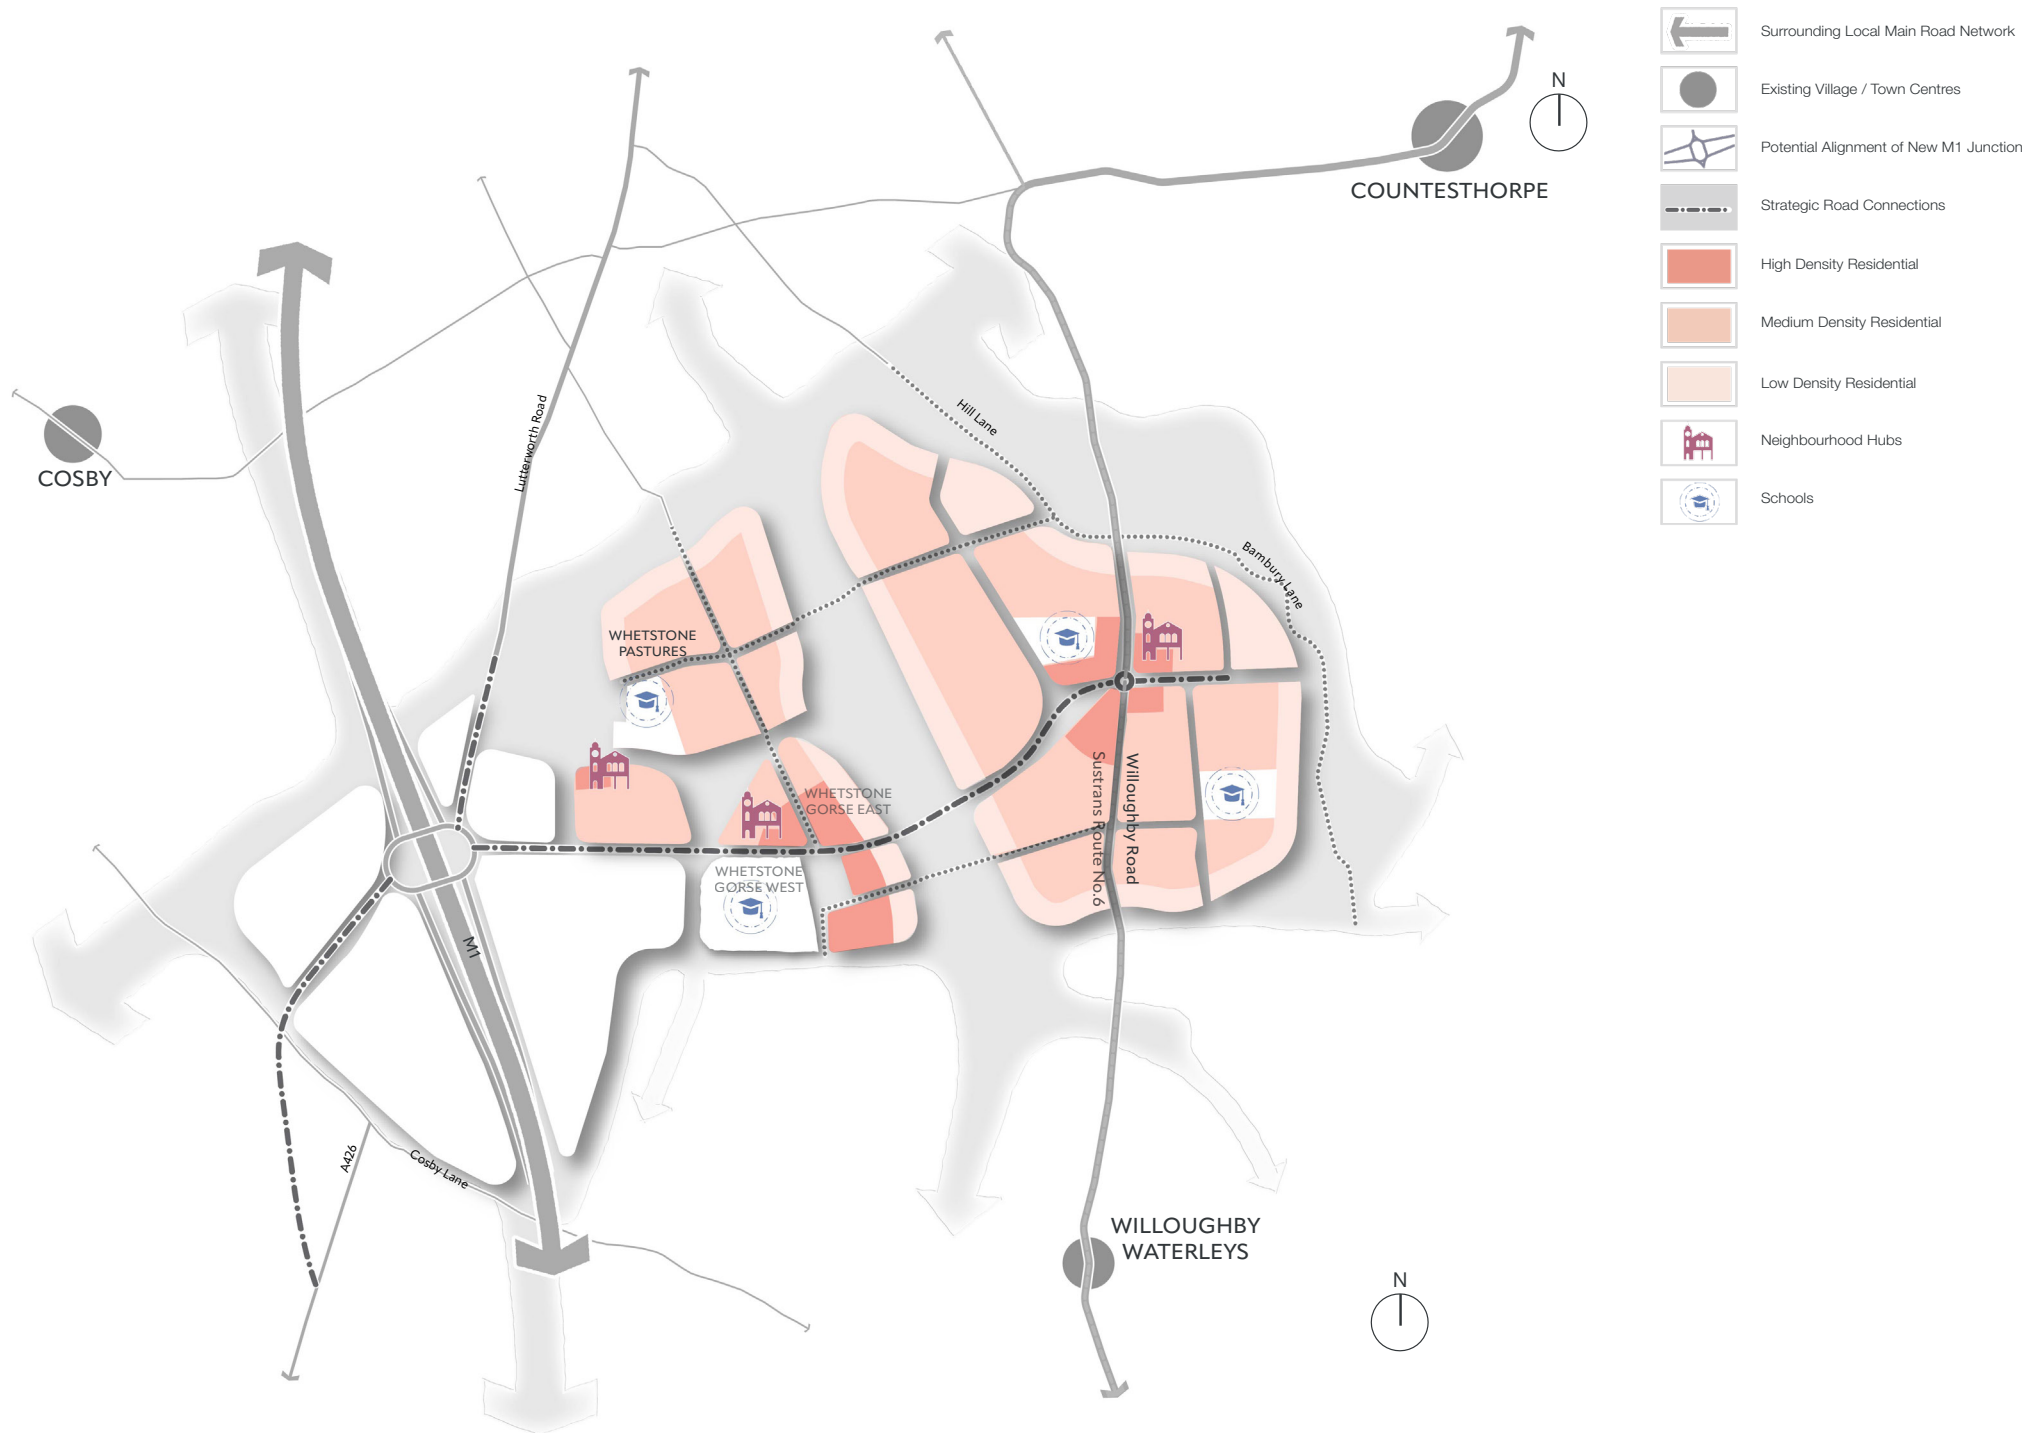 Surrounding Local Main Road Network
Existing Village / Town Centres
Potential Alignment of New M1 Junction
Strategic Road Connections
High Density Residential
Medium Density Residential
Low Density Residential
Neighbourhood Hubs
Schools
N
COUNTESTHORPE
COSBY
Lutterworth Road
Hill Lane
Bambury Lane
WHETSTONE
PASTURES
WHETSTONE
GORSE EAST
WHETSTONE
GORSE WEST
Willoughby Road
Sustrans Route No.6
M1
A426
Cosby Lane
WILLOUGHBY
WATERLEYS
N